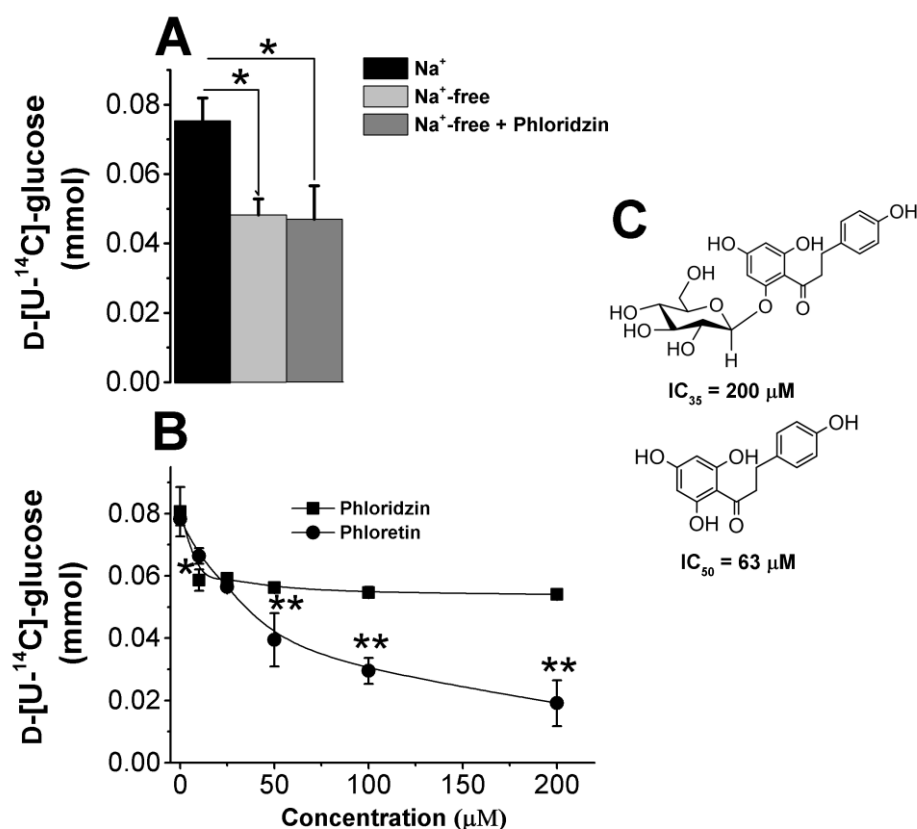 A
* 
*
Na⁺
Na⁺-free
Na⁺-free + Phloridzin
D-[U-¹⁴C]-glucose
(mmol)
0.08
0.06
0.04
0.02
0.00
B
Phloridzin
Phloretin
D-[U-¹⁴C]-glucose
(mmol)
0.08
0.06
0.04
0.02
0.00
*
**
**
**
0
50
100
150
200
Concentration (μM)
C
OH
HO
OH
OH
HO
O
O
O
HO
HO
H
IC₃₅ = 200 μM
OH
HO
OH
OH
O
IC₅₀ = 63 μM